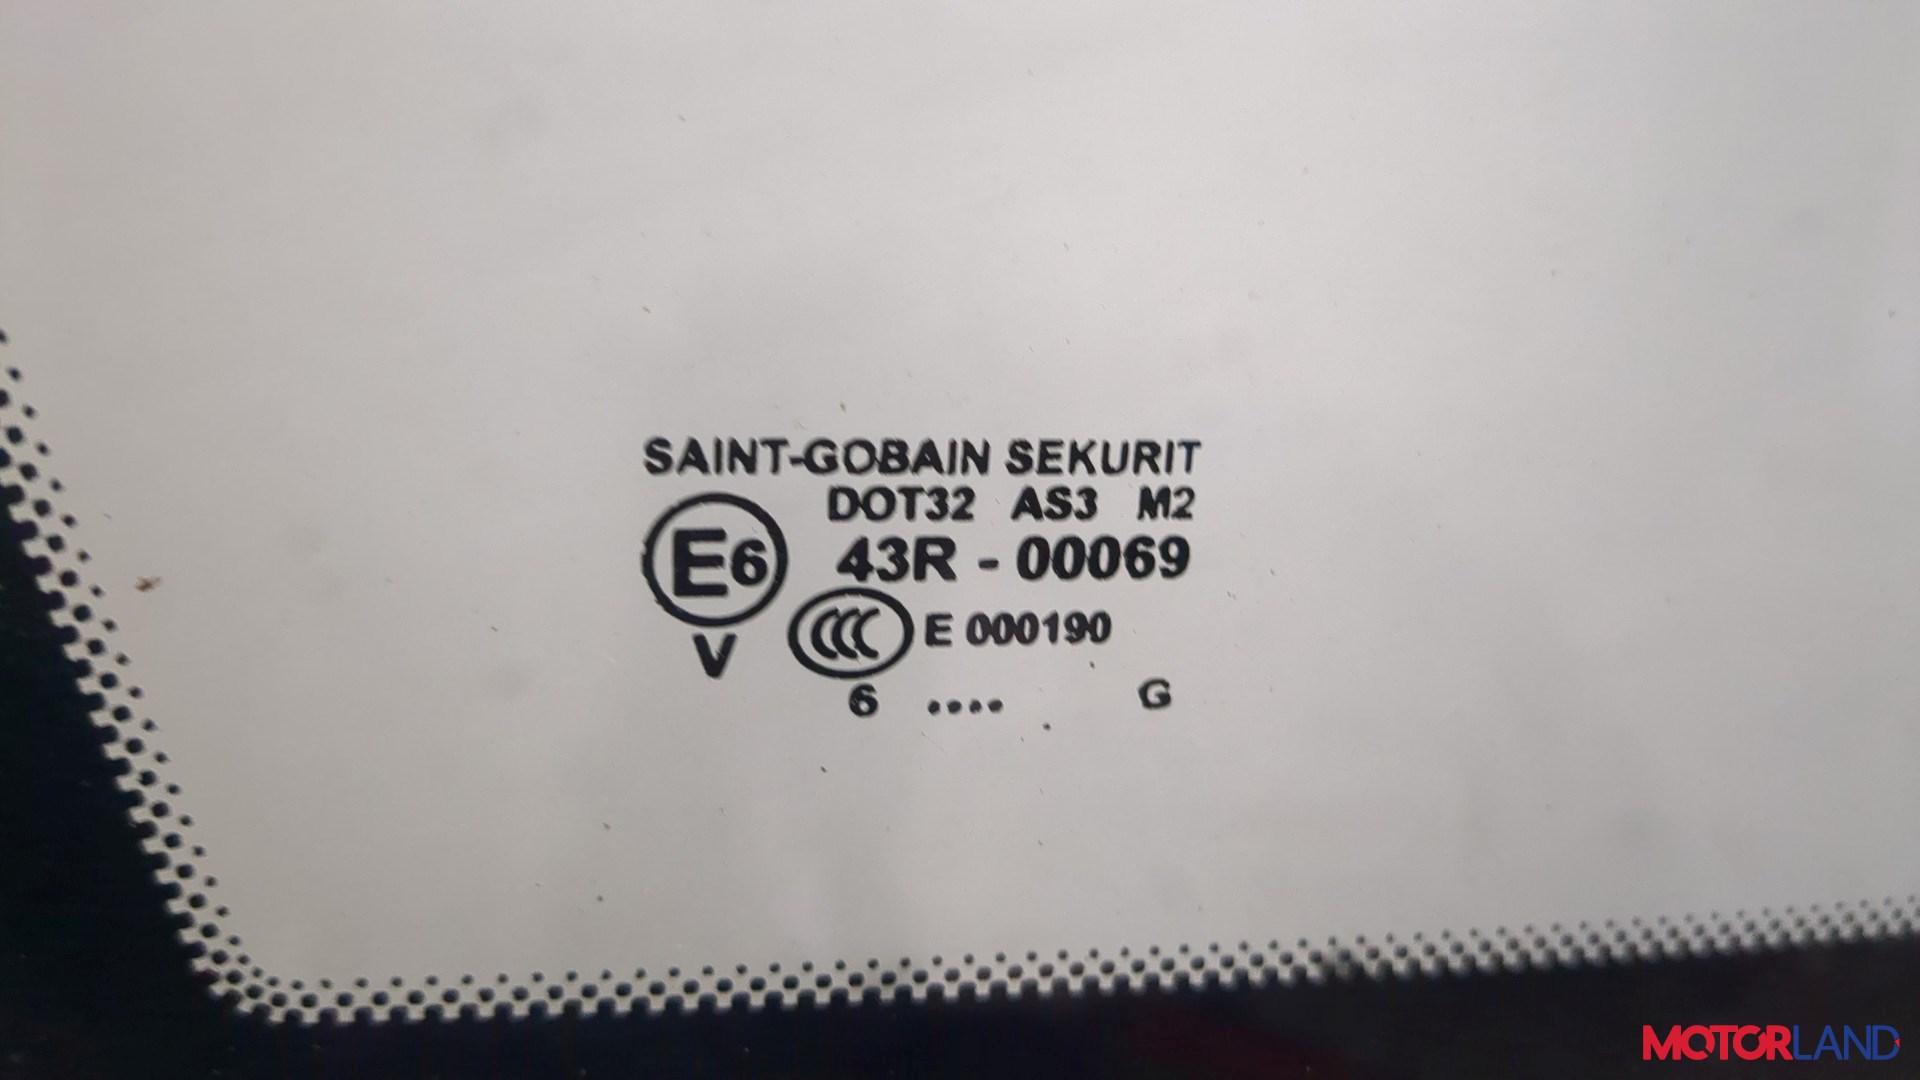 SAINT-GOBAIN SEKURIT
DOT32 AS3 M2
E6 43R - 00069
V CCC E 000190
6 .... G
MOTORLAND